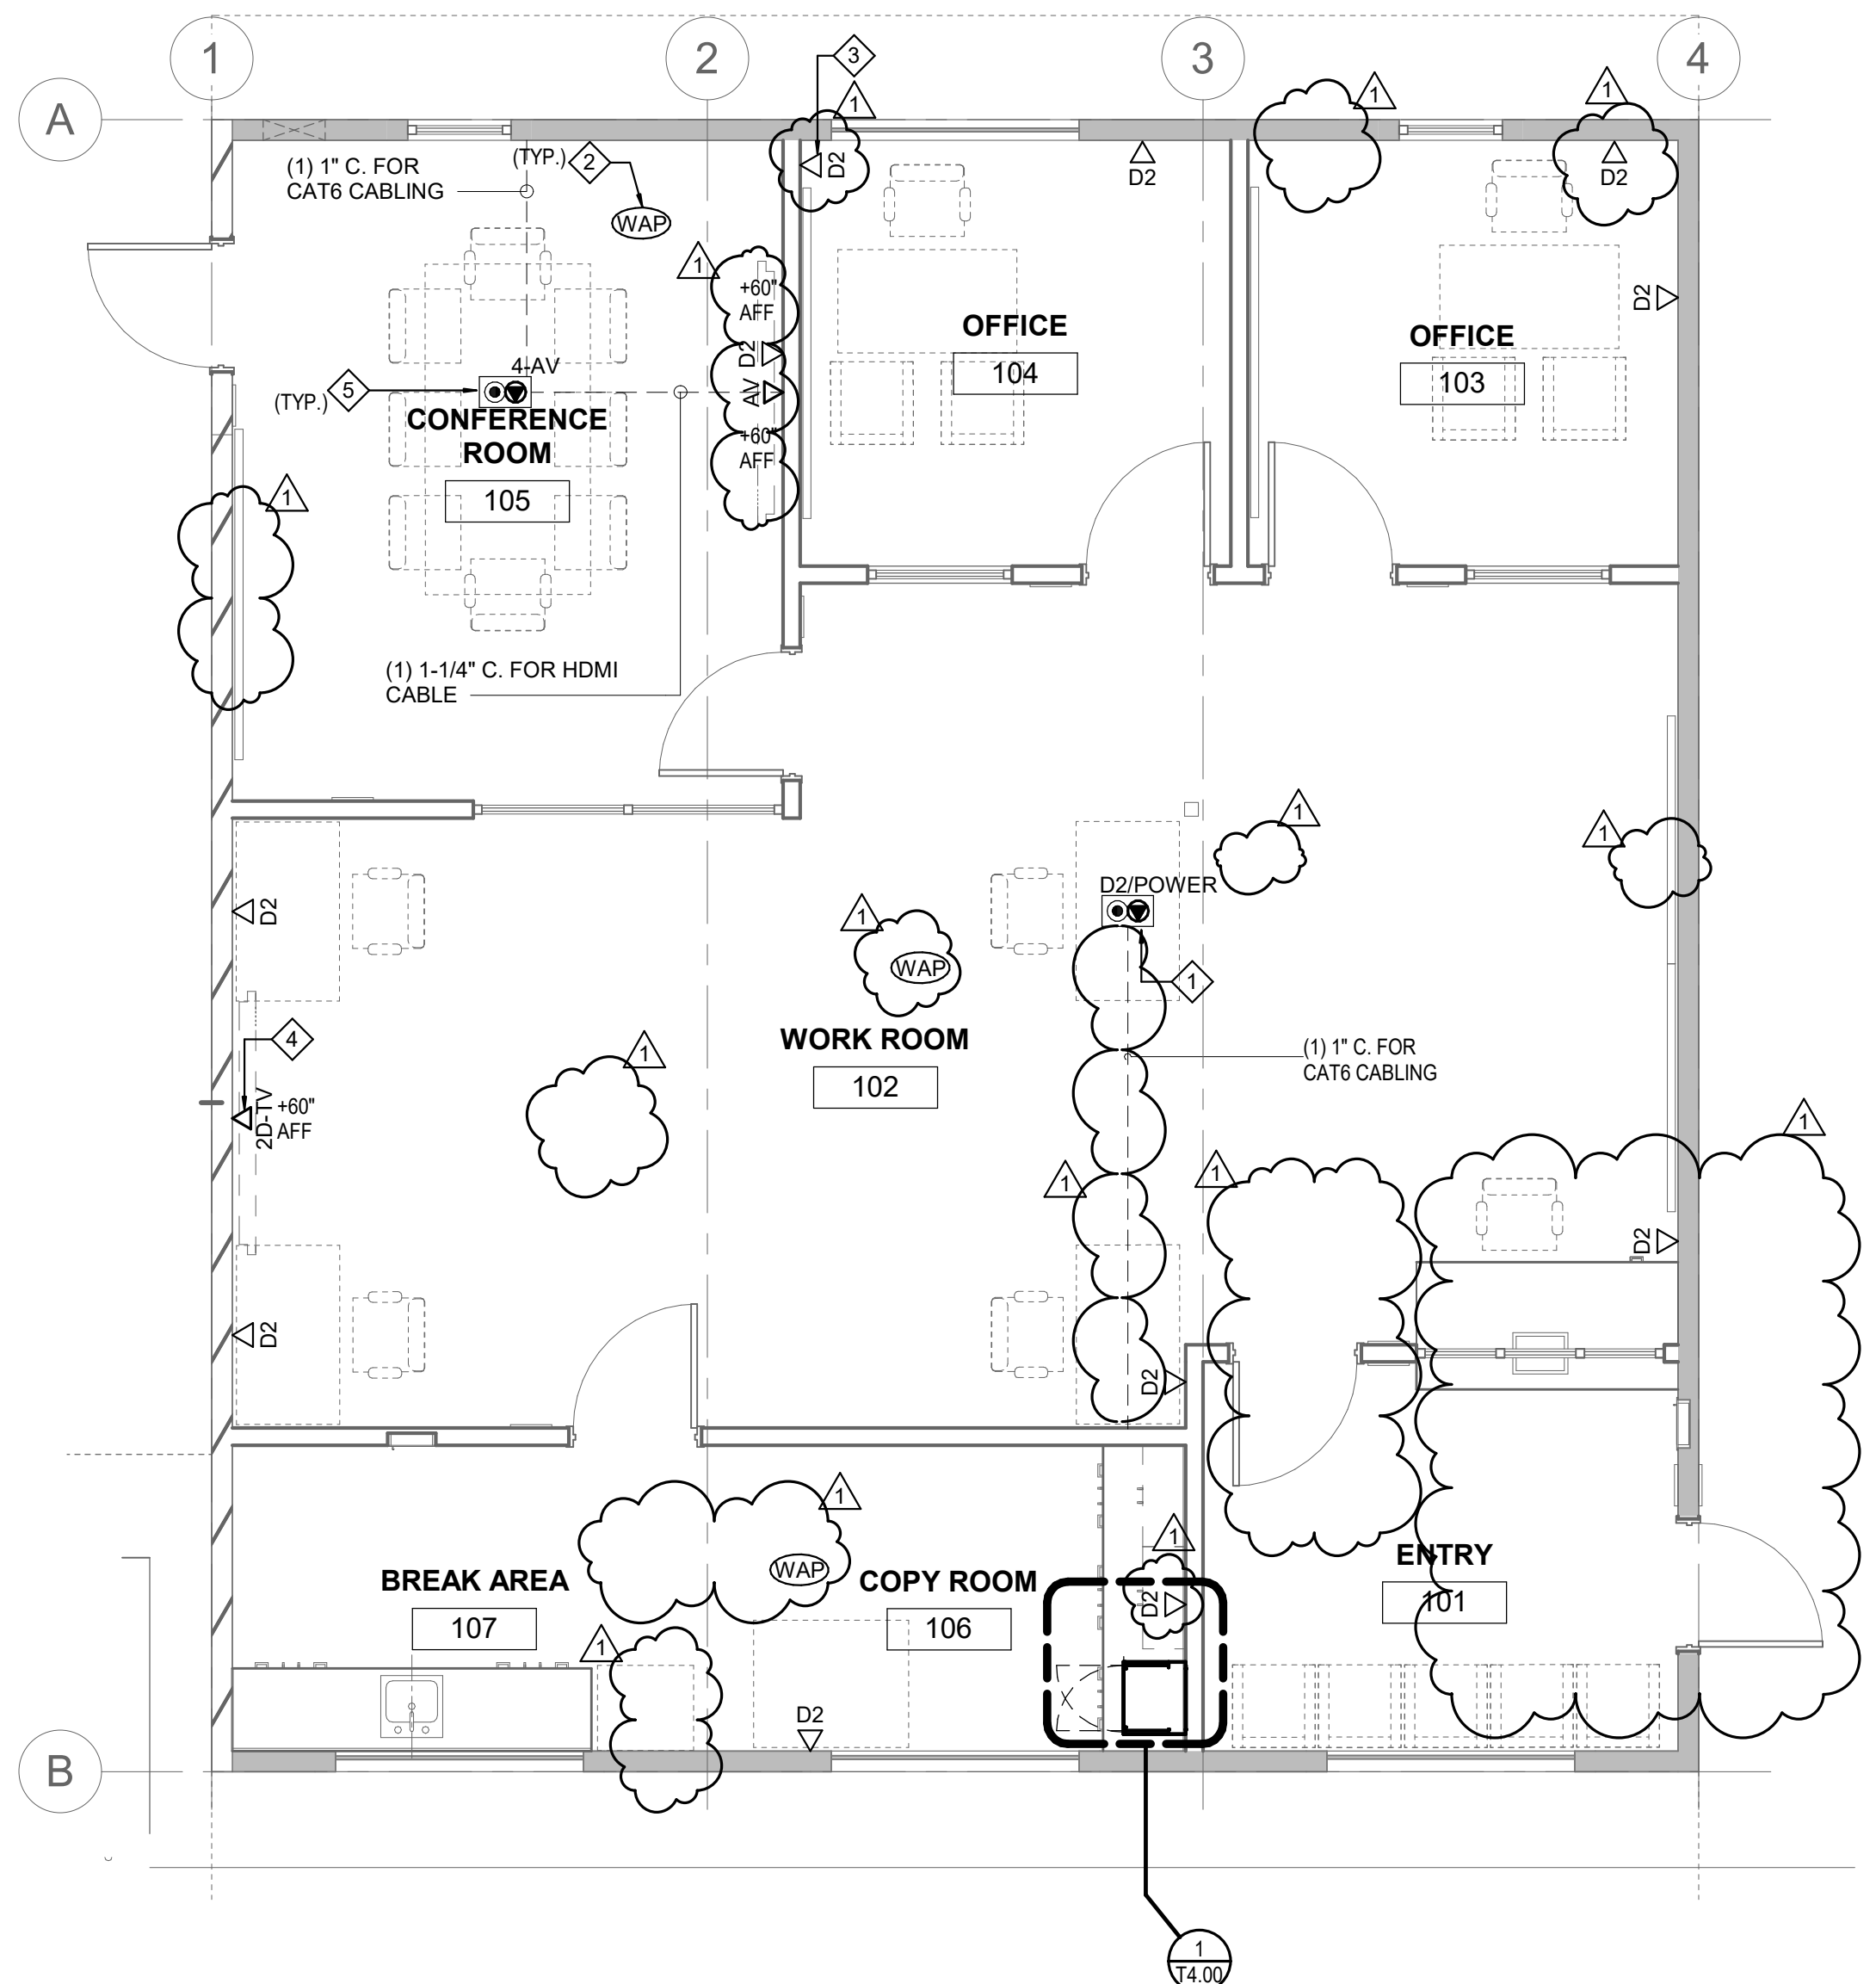 1
2
3
4
A
3
1
1
1
(1) 1" C. FOR
CAT6 CABLING
(TYP.)
2
WAP
D2
D2
D2
1
+60"
AFF
D2
AV
+60"
AFF
D2
OFFICE
104
OFFICE
103
4-AV
(TYP.)
5
CONFERENCE
ROOM
105
1
(1) 1-1/4" C. FOR HDMI
CABLE
1
1
D2
D2/POWER
1
WAP
1
WORK ROOM
102
4
1
(1) 1" C. FOR
CAT6 CABLING
2D-TV
+60"
AFF
1
1
1
D2
D2
D2
1
WAP
1
BREAK AREA
107
COPY ROOM
106
D2
ENTRY
101
1
D2
B
1
T4.00